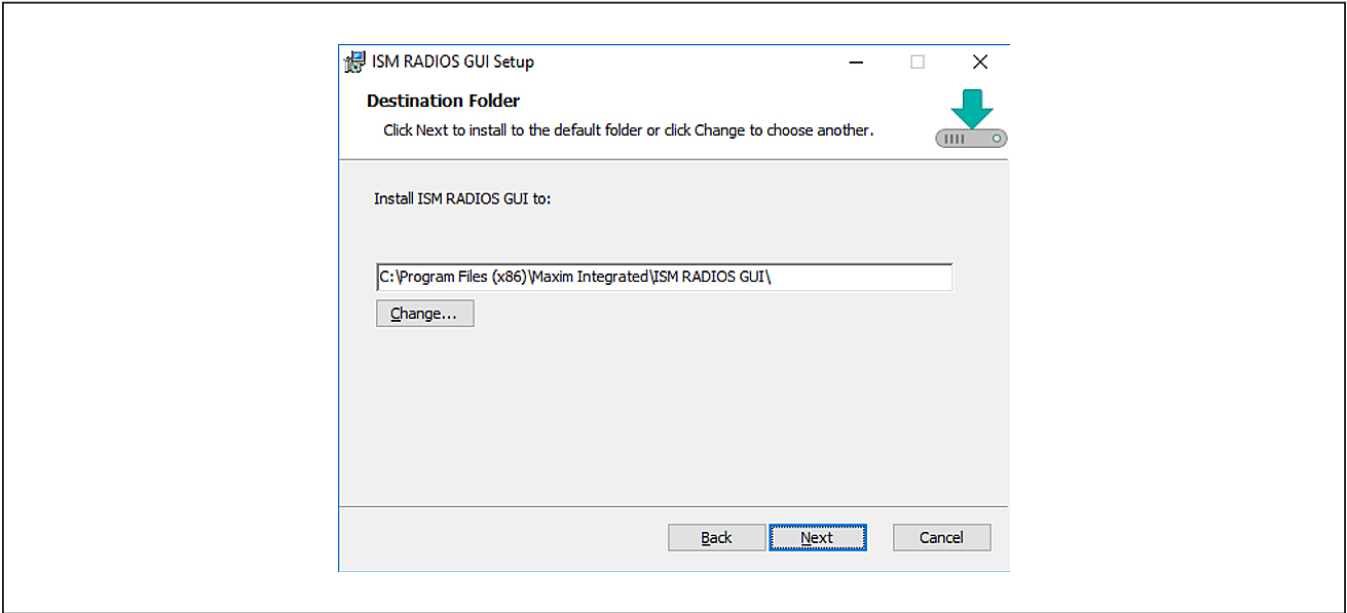 ISM RADIOS GUI Setup
Destination Folder
Click Next to install to the default folder or click Change to choose another.
Install ISM RADIOS GUI to:
C:\Program Files (x86)\Maxim Integrated\ISM RADIOS GUI\
Change...
Back Next Cancel